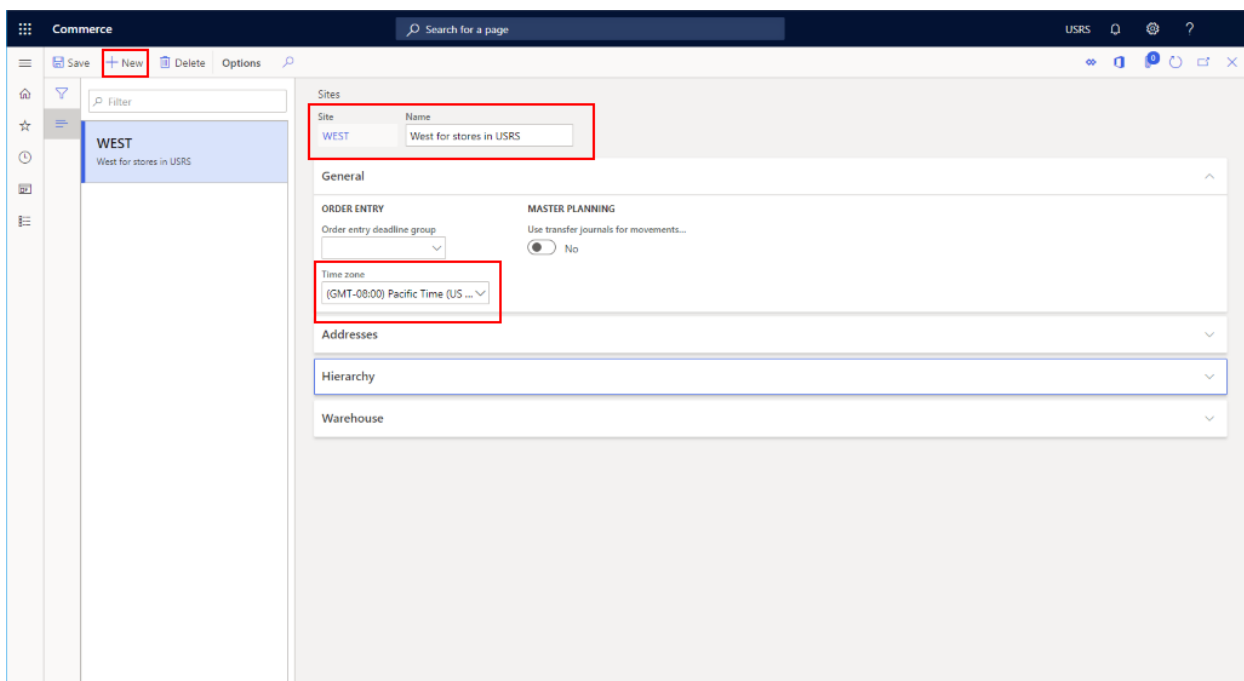 Commerce
Search for a page
USRS
?
Save
New
Delete
Options
0
Filter
WEST
West for stores in USRS
Sites
Site
Name
WEST
West for stores in USRS
General
ORDER ENTRY
MASTER PLANNING
Order entry deadline group
Use transfer journals for movements...
No
Time zone
(GMT-08:00) Pacific Time (US ...
Addresses
Hierarchy
Warehouse